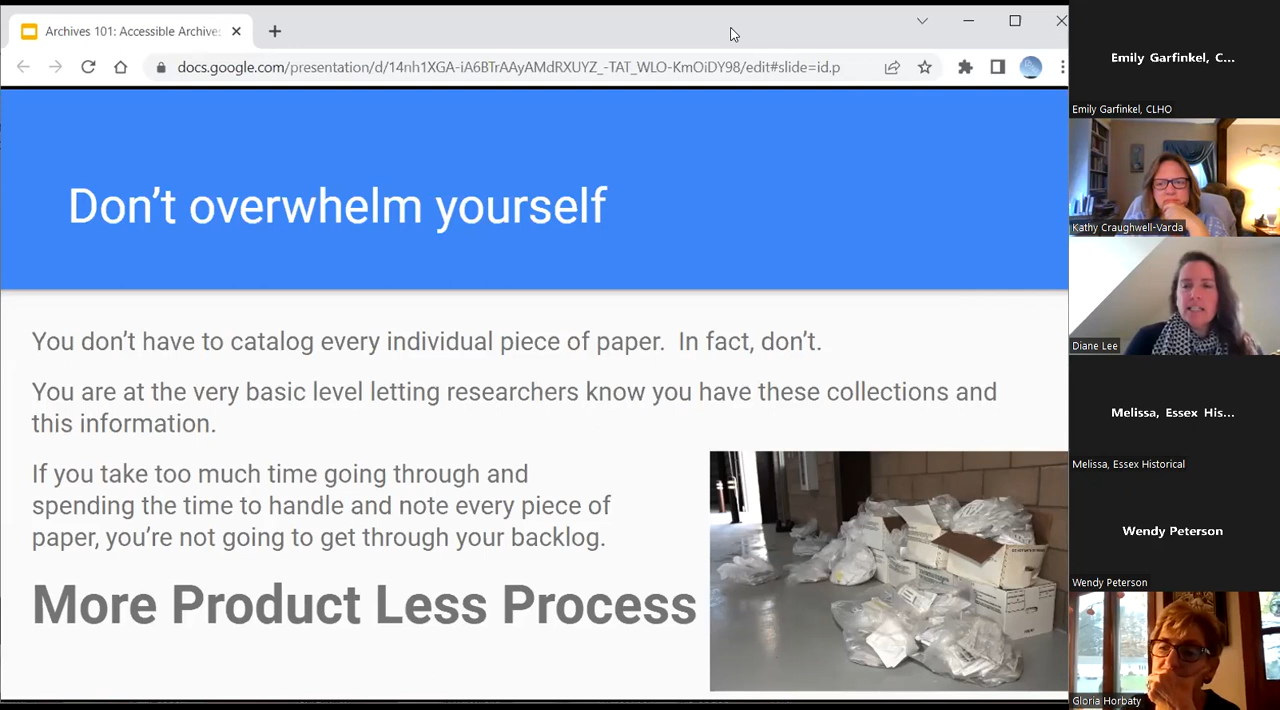 Archives 101: Accessible Archive
docs.google.com/presentation/d/14nh1XGA-iA6BTrAAyAMdRXUYZ_-TAT_WLO-KmOiDY98/edit#slide=id.p
Don't overwhelm yourself
You don't have to catalog every individual piece of paper. In fact, don't.
You are at the very basic level letting researchers know you have these collections and
this information.
If you take too much time going through and
spending the time to handle and note every piece of
paper, you're not going to get through your backlog.
More Product Less Process
Emily Garfinkel, C...
Emily Garfinkel, CLHO
Kathy Craughwell-Varda
Diane Lee
Melissa, Essex His...
Melissa, Essex Historical
Wendy Peterson
Wendy Peterson
Gloria Horbaty